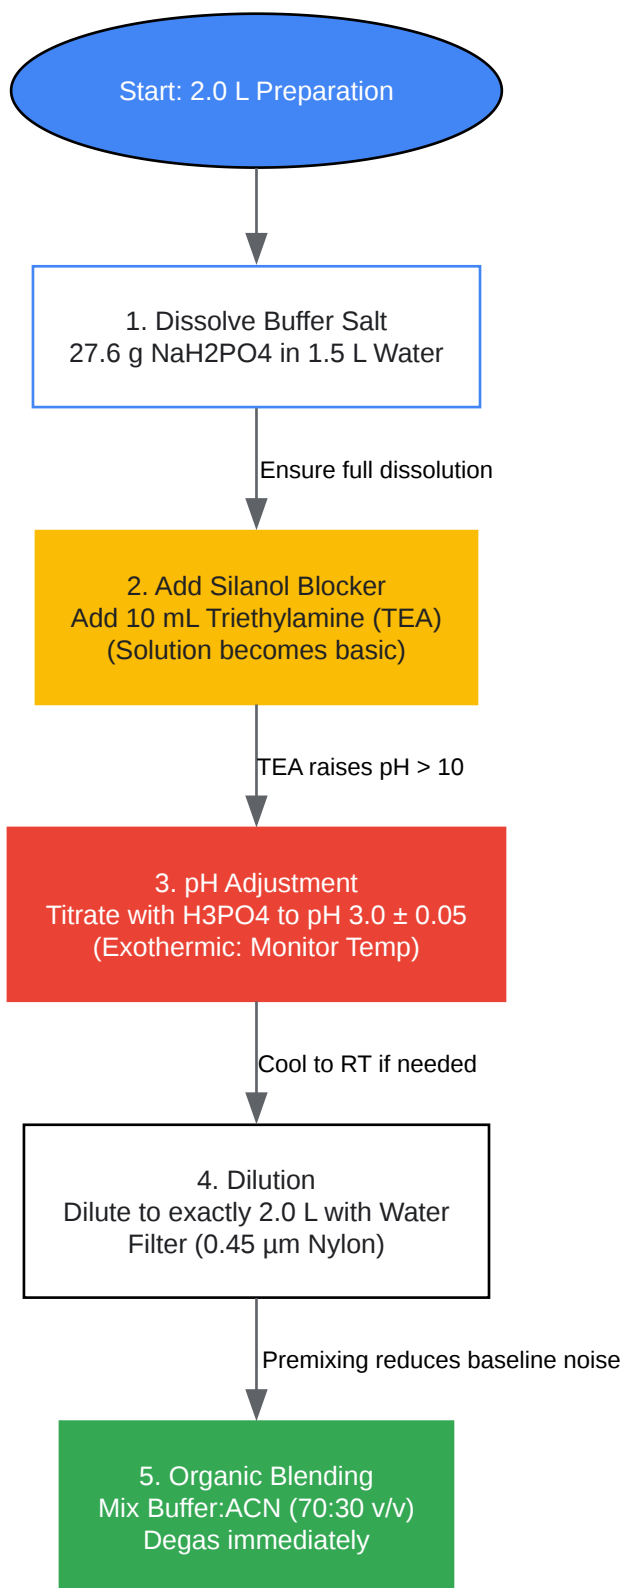 Start: 2.0 L Preparation
1. Dissolve Buffer Salt
27.6 g NaH2PO4 in 1.5 L Water
Ensure full dissolution
2. Add Silanol Blocker
Add 10 mL Triethylamine (TEA)
(Solution becomes basic)
TEA raises pH > 10
3. pH Adjustment
Titrate with H3PO4 to pH 3.0 ± 0.05
(Exothermic: Monitor Temp)
Cool to RT if needed
4. Dilution
Dilute to exactly 2.0 L with Water
Filter (0.45 µm Nylon)
Premixing reduces baseline noise
5. Organic Blending
Mix Buffer:ACN (70:30 v/v)
Degas immediately